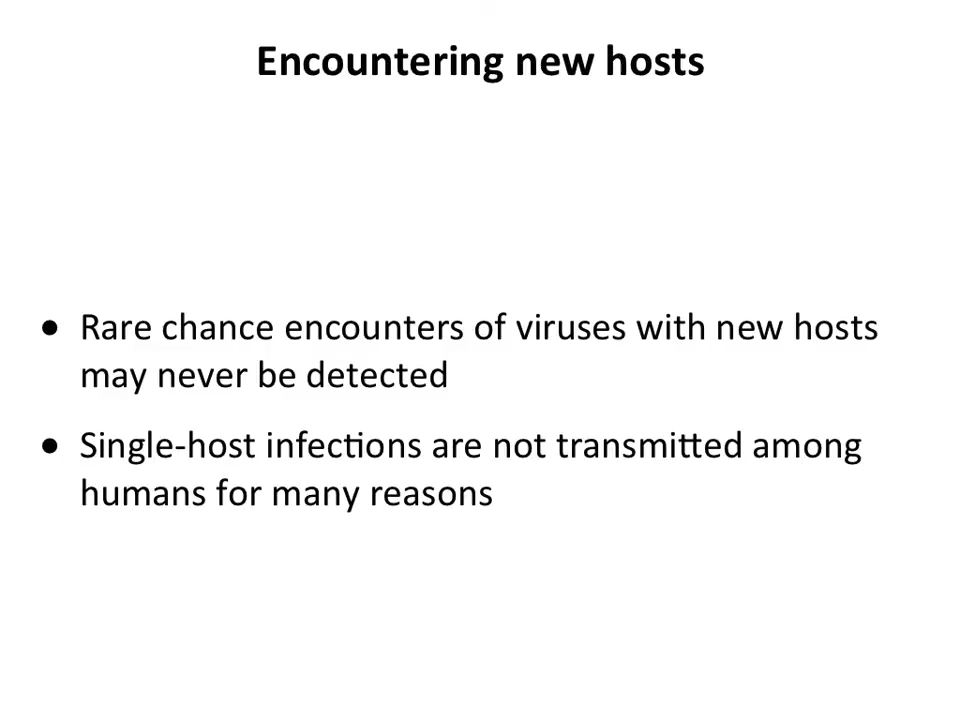 Encountering new hosts
● Rare chance encounters of viruses with new hosts
may never be detected
● Single-host infections are not transmitted among
humans for many reasons